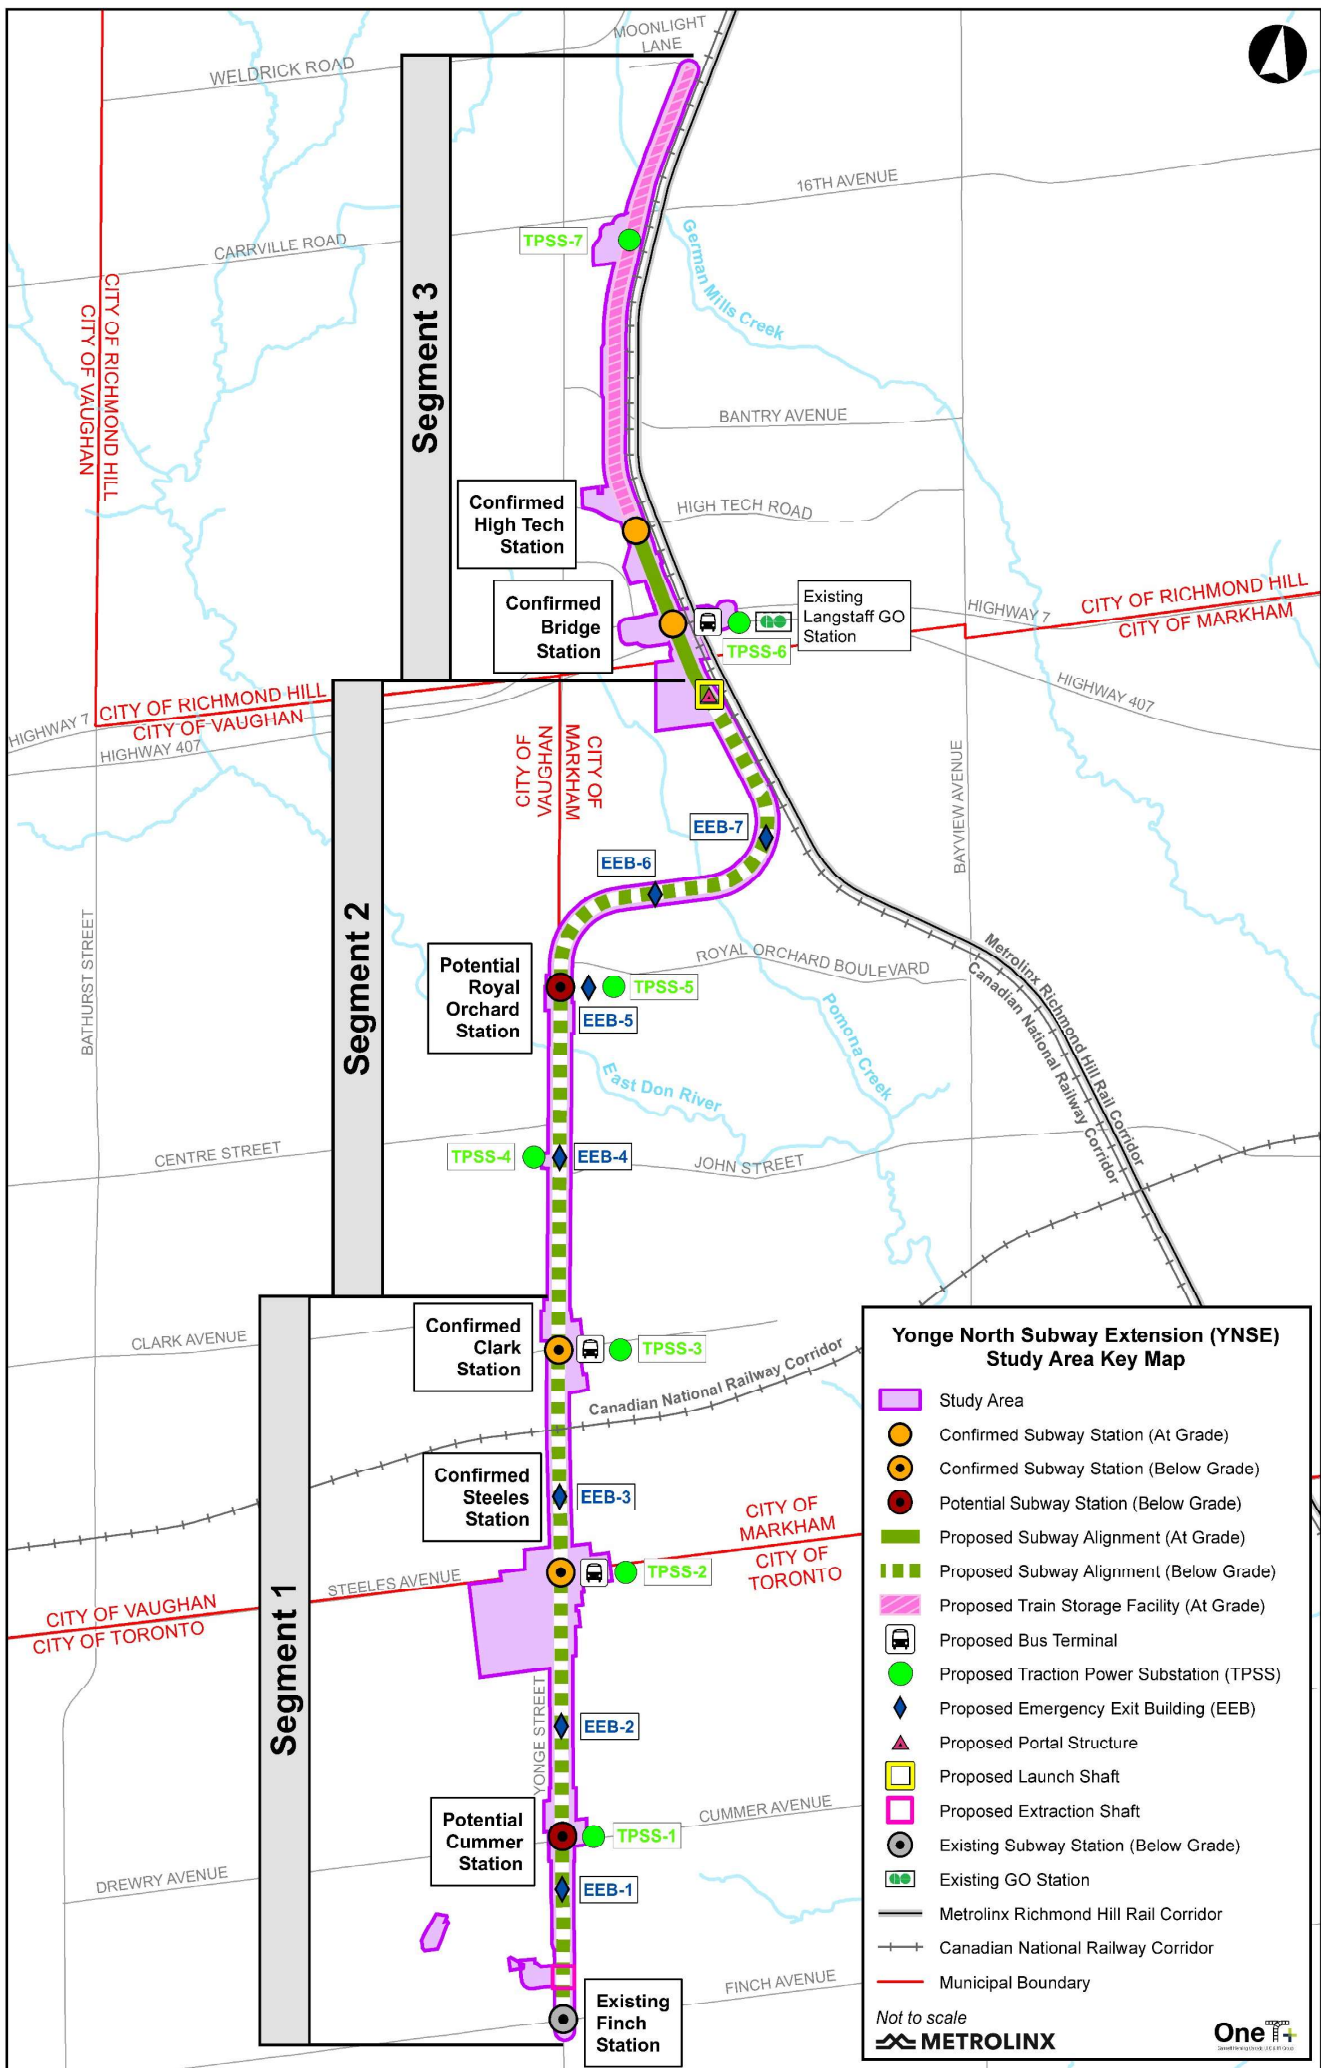 MOONLIGHT
LANE
WELDRICK ROAD
16TH AVENUE
CARRVILLE ROAD
TPSS-7
German Mills Creek
CITY OF RICHMOND HILL
CITY OF VAUGHAN
Segment 3
BANTRY AVENUE
Confirmed
High Tech
Station
HIGH TECH ROAD
Confirmed
Bridge
Station
Existing
Langstaff GO
Station
TPSS-6
HIGHWAY 7
CITY OF RICHMOND HILL
CITY OF MARKHAM
HIGHWAY 407
HIGHWAY 7
CITY OF RICHMOND HILL
CITY OF VAUGHAN
HIGHWAY 407
CITY OF
VAUGHAN
CITY OF
MARKHAM
BAYVIEW AVENUE
EEB-7
EEB-6
Segment 2
BATHURST STREET
Potential
Royal
Orchard
Station
ROYAL ORCHARD BOULEVARD
TPSS-5
EEB-5
Metrolinx Richmond Hill Rail Corridor
Canadian National Railway Corridor
Pomona Creek
East Don River
CENTRE STREET
TPSS-4
EEB-4
JOHN STREET
CLARK AVENUE
Confirmed
Clark
Station
TPSS-3
Canadian National Railway Corridor
Confirmed
Steeles
Station
EEB-3
CITY OF
MARKHAM
CITY OF
TORONTO
STEELES AVENUE
TPSS-2
CITY OF VAUGHAN
CITY OF TORONTO
Segment 1
YONGE STREET
EEB-2
Potential
Cummer
Station
TPSS-1
CUMMER AVENUE
DREWRY AVENUE
EEB-1
FINCH AVENUE
Existing
Finch
Station
Yonge North Subway Extension (YNSE)
Study Area Key Map
Study Area
Confirmed Subway Station (At Grade)
Confirmed Subway Station (Below Grade)
Potential Subway Station (Below Grade)
Proposed Subway Alignment (At Grade)
Proposed Subway Alignment (Below Grade)
Proposed Train Storage Facility (At Grade)
Proposed Bus Terminal
Proposed Traction Power Substation (TPSS)
Proposed Emergency Exit Building (EEB)
Proposed Portal Structure
Proposed Launch Shaft
Proposed Extraction Shaft
Existing Subway Station (Below Grade)
Existing GO Station
Metrolinx Richmond Hill Rail Corridor
Canadian National Railway Corridor
Municipal Boundary
Not to scale
METROLINX
One T+